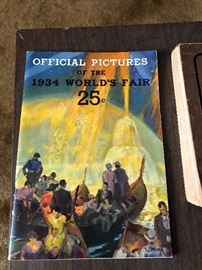 OFFICIAL PICTURES
OF THE
1934 WORLD'S FAIR
25c